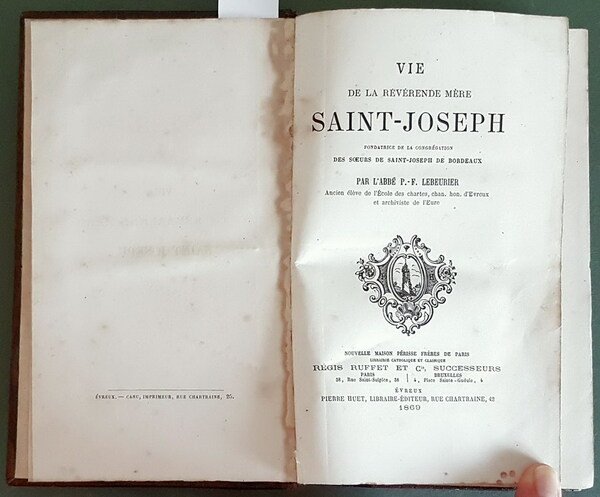 ÉVREUX. — CANU, IMPRIMEUR, RUE CHARTRAINE, 25.
VIE
DE LA RÉVÉRENDE MÈRE
SAINT-JOSEPH
FONDATRICE DE LA CONGRÉGATION
DES SŒURS DE SAINT-JOSEPH DE BORDEAUX
PAR L'ABBÉ P.-F. LEBEURIER
Ancien élève de l'École des chartes, chan. hon. d'Evreux
et archiviste de l'Eure
NOUVELLE MAISON PÉRISSE FRÈRES DE PARIS
LIBRAIRIE CATHOLIQUE ET CLASSIQUE
RÉGIS RUFFET ET Cie, SUCCESSEURS
PARIS BRUXELLES
38, Rue Saint-Sulpice, 38 4, Place Sainte-Gudule, 4
ÉVREUX
PIERRE HUET, LIBRAIRE-ÉDITEUR, RUE CHARTRAINE, 42
1869